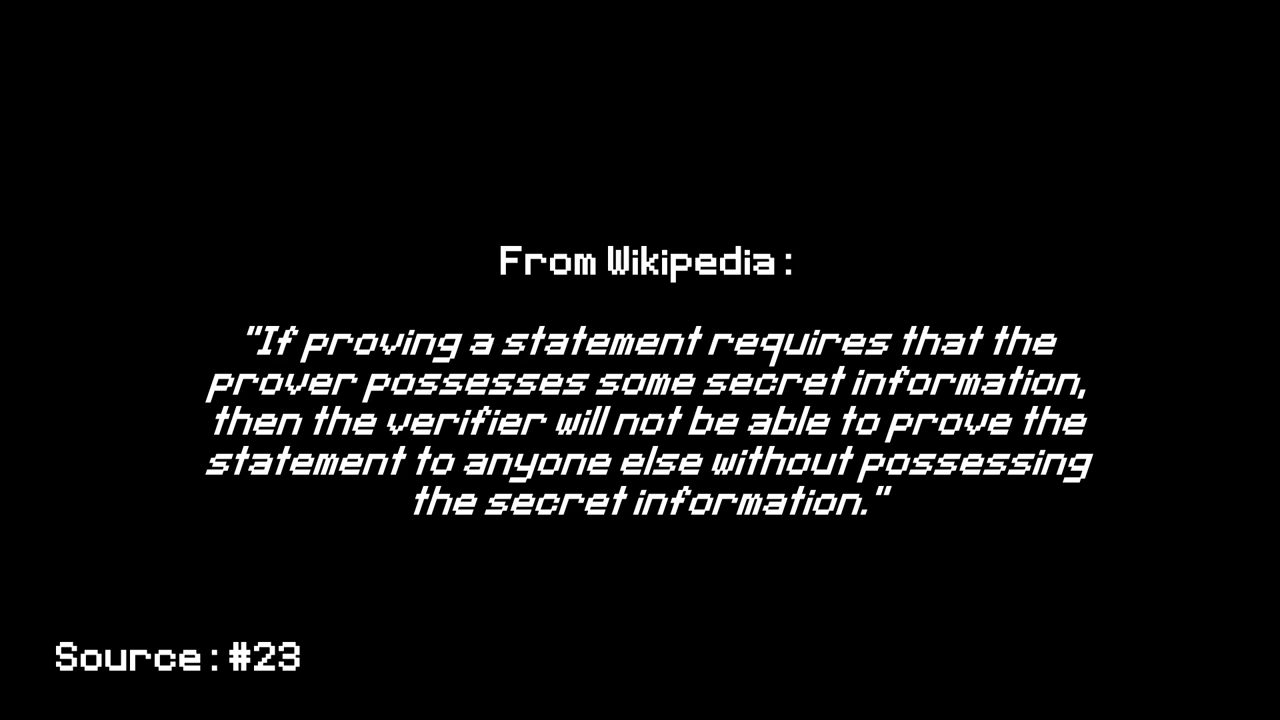 From Wikipedia:
"If proving a statement requires that the
prover possesses some secret information,
then the verifier will not be able to prove the
statement to anyone else without possessing
the secret information."
Source:#23